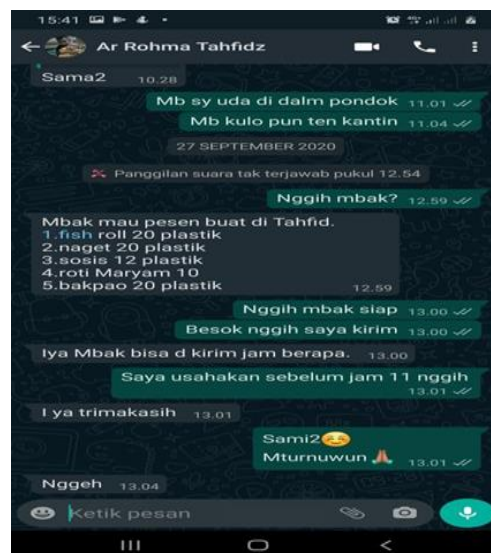 15:41
Ar Rohma Tahfidz
Sama2 10.28
Mb sy uda di dalm pondok 11.01
Mb kulo pun ten kantin 11.04
27 SEPTEMBER 2020
Panggilan suara tak terjawab pukul 12.54
Nggih mbak? 12.59
Mbak mau pesen buat di Tahfid.
1.fish roll 20 plastik
2.naget 20 plastik
3.sosis 12 plastik
4.roti Maryam 10
5.bakpao 20 plastik
12.59
Nggih mbak siap 13.00
Besok nggih saya kirim 13.00
Iya Mbak bisa d kirim jam berapa. 13.00
Saya usahakan sebelum jam 11 nggih
13.01
I ya trimakasih 13.01
Sami2
Mturnuwun 13.01
Nggeh 13.04
Ketik pesan